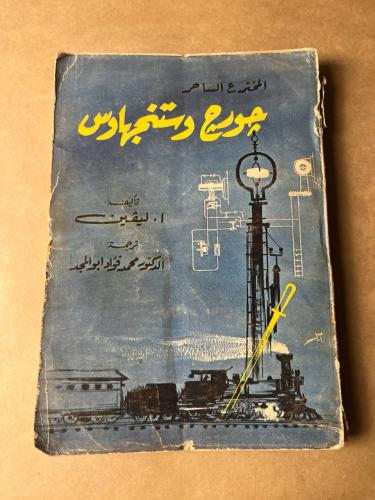 المخترع الساحر
جورج وستنجهاوس
تأليف
ا. ليفين
ترجمة
الدكتور محمد فؤاد ابو المجد